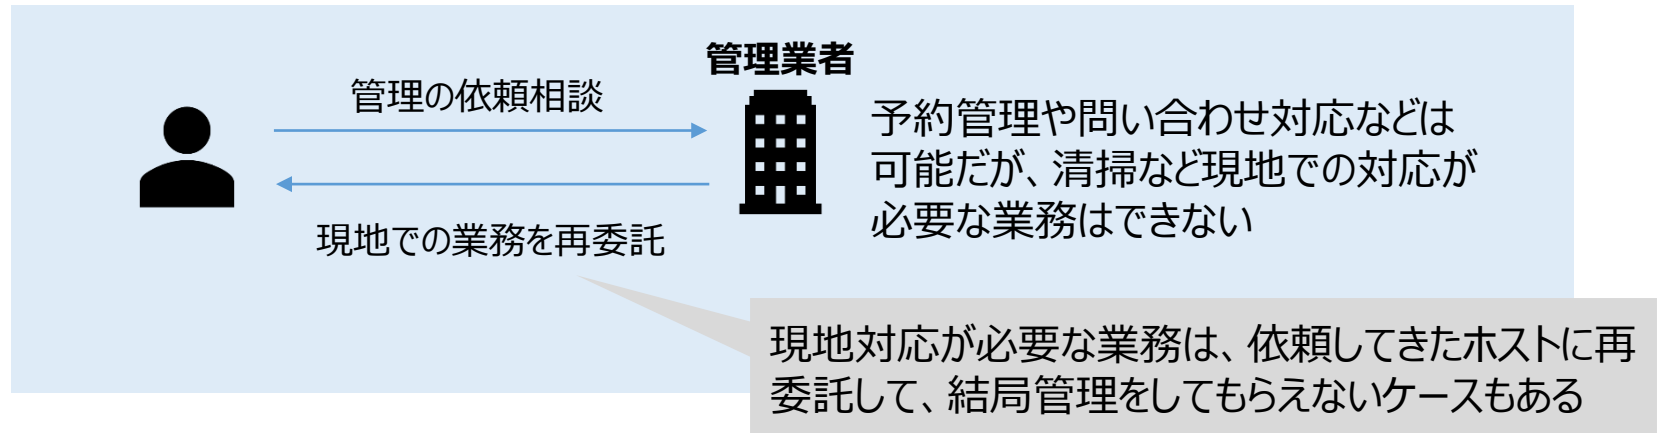 管理業者
管理の依頼相談
予約管理や問い合わせ対応などは
可能だが、清掃など現地での対応が
必要な業務はできない
現地での業務を再委託
現地対応が必要な業務は、依頼してきたホストに再
委託して、結局管理をしてもらえないケースもある